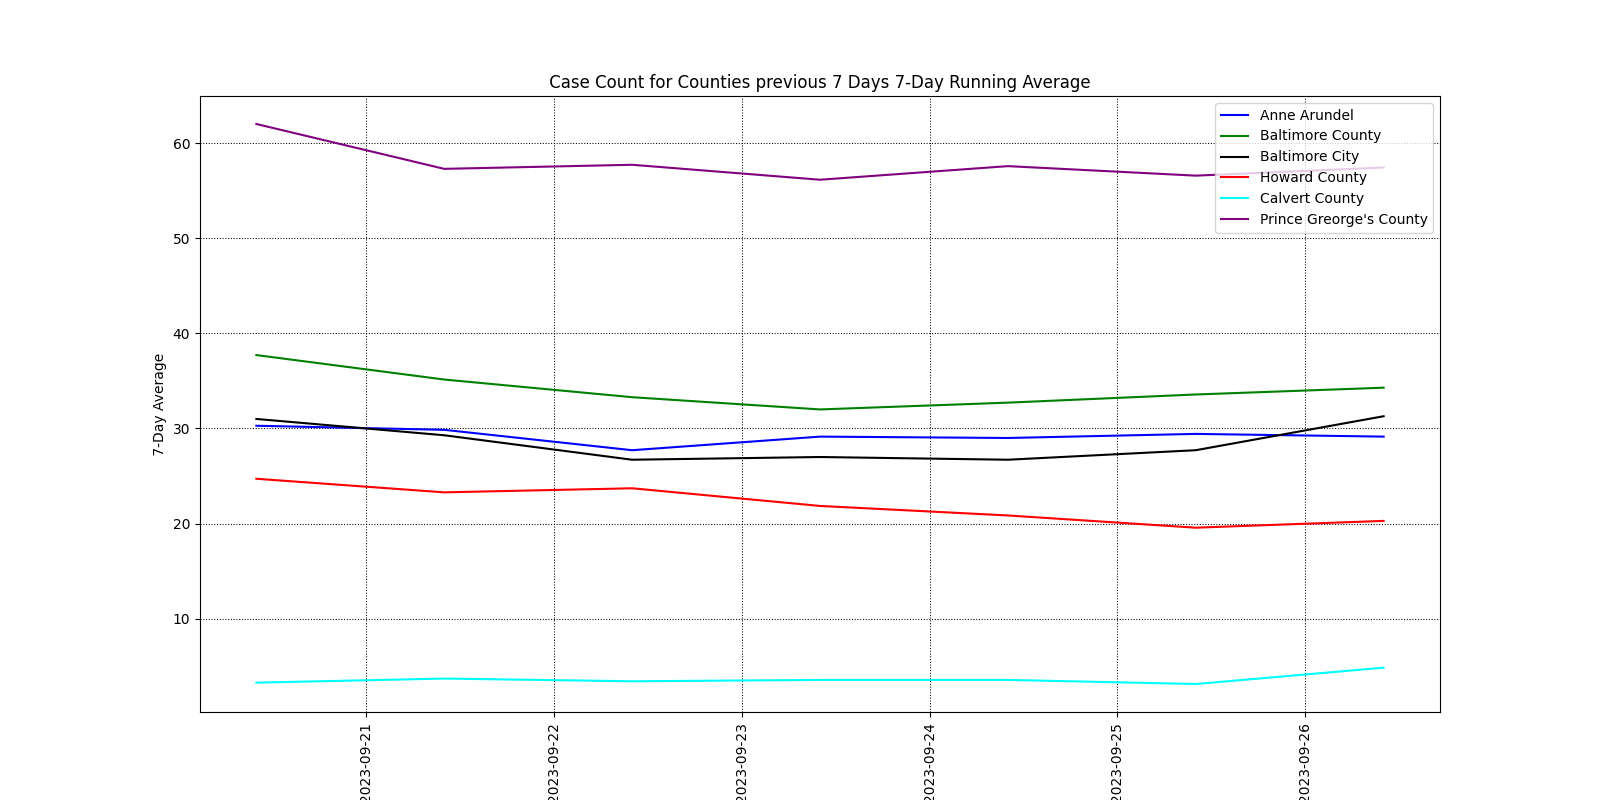 Case Count for Counties previous 7 Days 7-Day Running Average
Anne Arundel
Baltimore County
Baltimore City
Howard County
Calvert County
Prince Greorge's County
7-Day Average
60
50
40
30
20
10
2023-09-21
2023-09-22
2023-09-23
2023-09-24
2023-09-25
2023-09-26